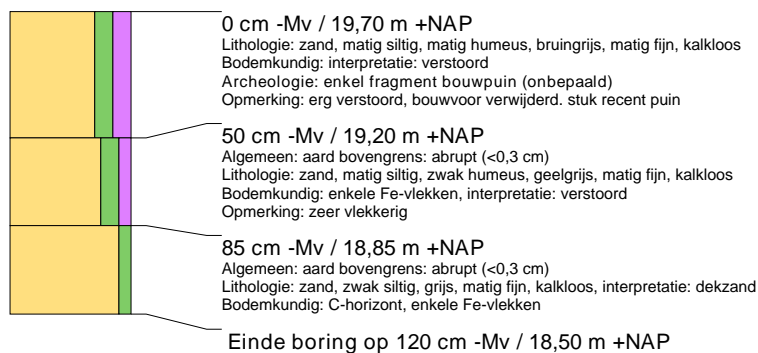 0 cm -Mv / 19,70 m +NAP
Lithologie: zand, matig siltig, matig humeus, bruingrijs, matig fijn, kalkloos
Bodemkundig: interpretatie: verstoord
Archeologie: enkel fragment bouwpuin (onbepaald)
Opmerking: erg verstoord, bouwvoor verwijderd. stuk recent puin
50 cm -Mv / 19,20 m +NAP
Algemeen: aard bovengrens: abrupt (<0,3 cm)
Lithologie: zand, matig siltig, zwak humeus, geelgrijs, matig fijn, kalkloos
Bodemkundig: enkele Fe-vlekken, interpretatie: verstoord
Opmerking: zeer vlekkerig
85 cm -Mv / 18,85 m +NAP
Algemeen: aard bovengrens: abrupt (<0,3 cm)
Lithologie: zand, zwak siltig, grijs, matig fijn, kalkloos, interpretatie: dekzand
Bodemkundig: C-horizont, enkele Fe-vlekken
Einde boring op 120 cm -Mv / 18,50 m +NAP